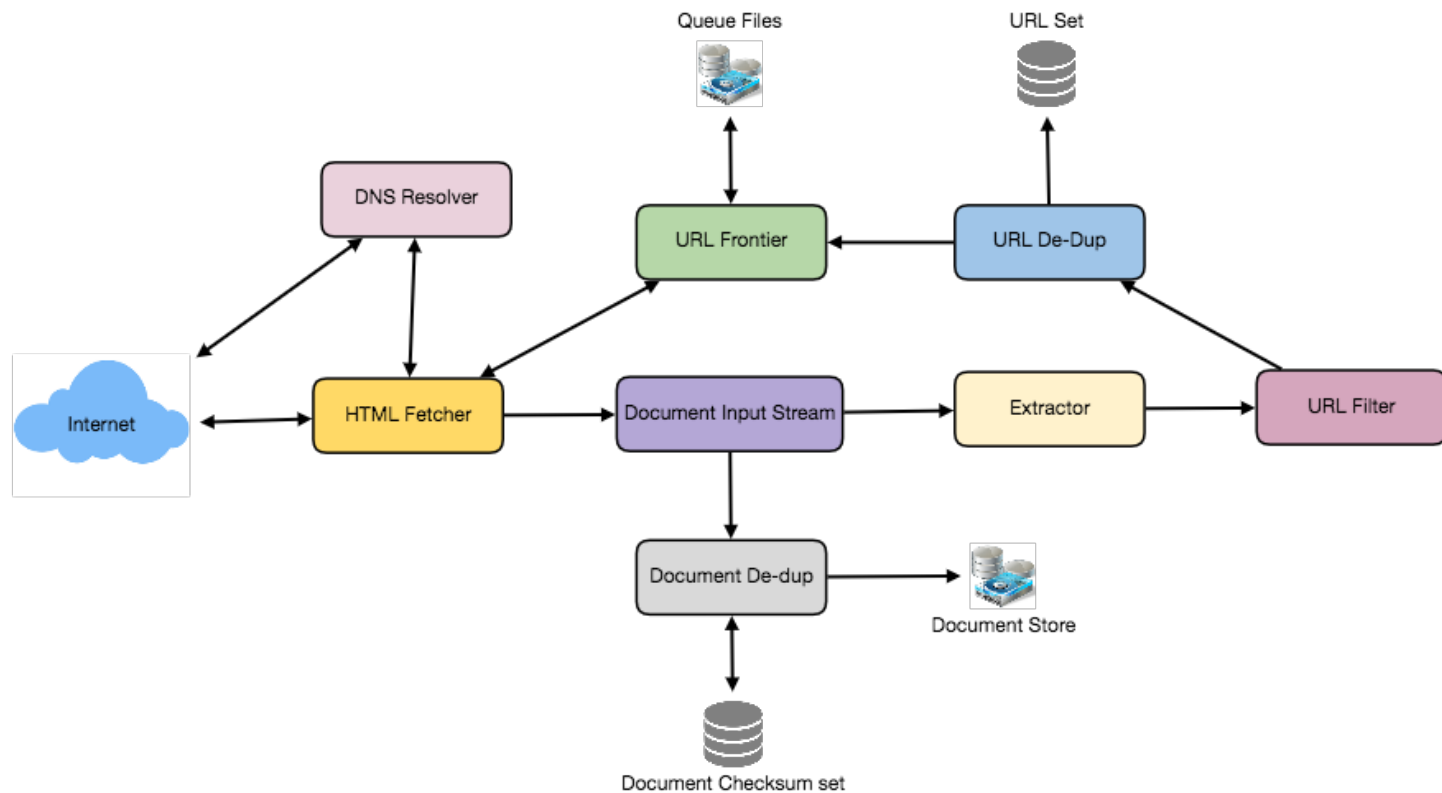 Queue Files
URL Set
DNS Resolver
URL Frontier
URL De-Dup
Internet
HTML Fetcher
Document Input Stream
Extractor
URL Filter
Document De-dup
Document Store
Document Checksum set